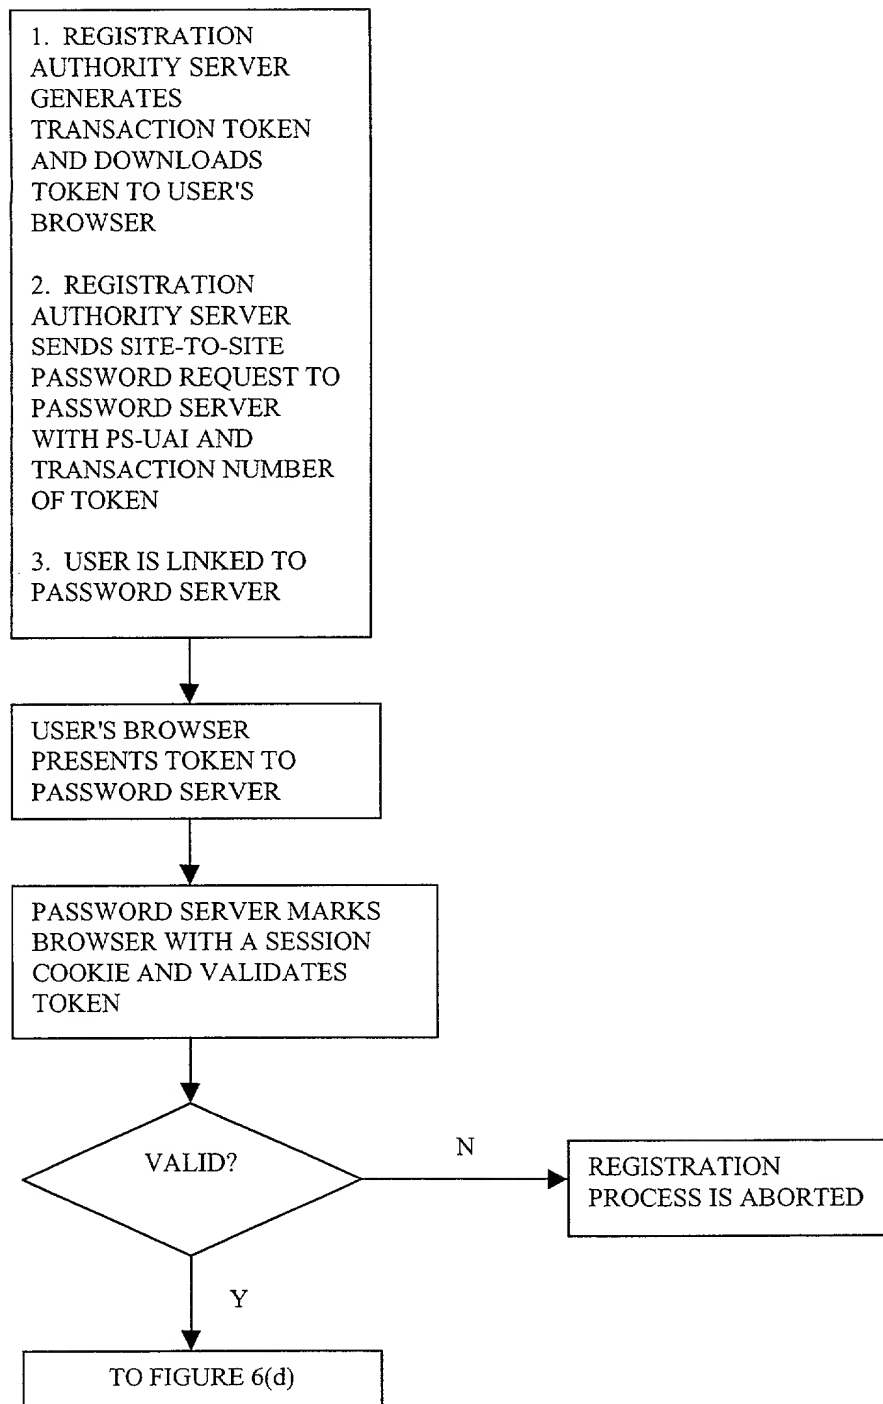 1. REGISTRATION
AUTHORITY SERVER
GENERATES
TRANSACTION TOKEN
AND DOWNLOADS
TOKEN TO USER'S
BROWSER
2. REGISTRATION
AUTHORITY SERVER
SENDS SITE-TO-SITE
PASSWORD REQUEST TO
PASSWORD SERVER
WITH PS-UAI AND
TRANSACTION NUMBER
OF TOKEN
3. USER IS LINKED TO
PASSWORD SERVER
USER'S BROWSER
PRESENTS TOKEN TO
PASSWORD SERVER
PASSWORD SERVER MARKS
BROWSER WITH A SESSION
COOKIE AND VALIDATES
TOKEN
VALID?
N
REGISTRATION
PROCESS IS ABORTED
Y
TO FIGURE 6(d)